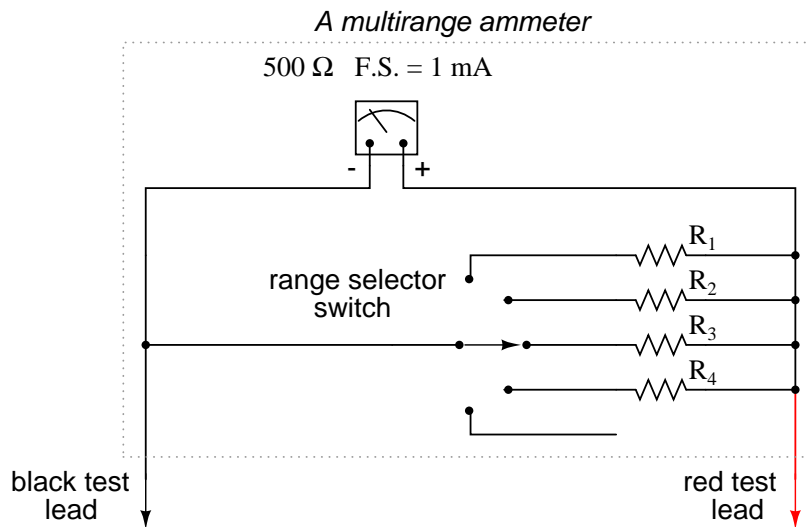 A multirange ammeter
500 Ω F.S. = 1 mA
- +
R1
range selector
switch
R2
R3
R4
black test
lead
red test
lead